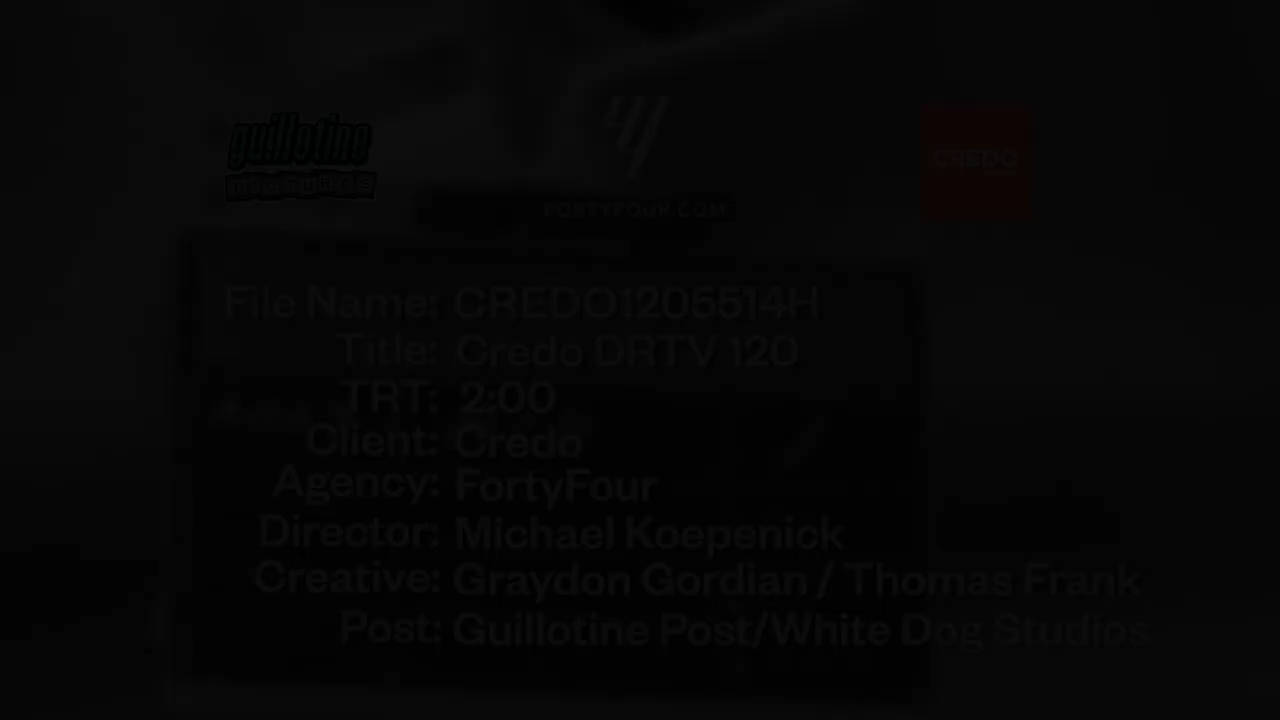 guillotine
PICTURES
FORTYFOUR.COM
CREDO
File Name: CREDO1205514H
Title: Credo DRTV 120
TRT: 2:00
Client: Credo
Agency: FortyFour
Director: Michael Koepenick
Creative: Graydon Gordian / Thomas Frank
Post: Guillotine Post/White Dog Studios